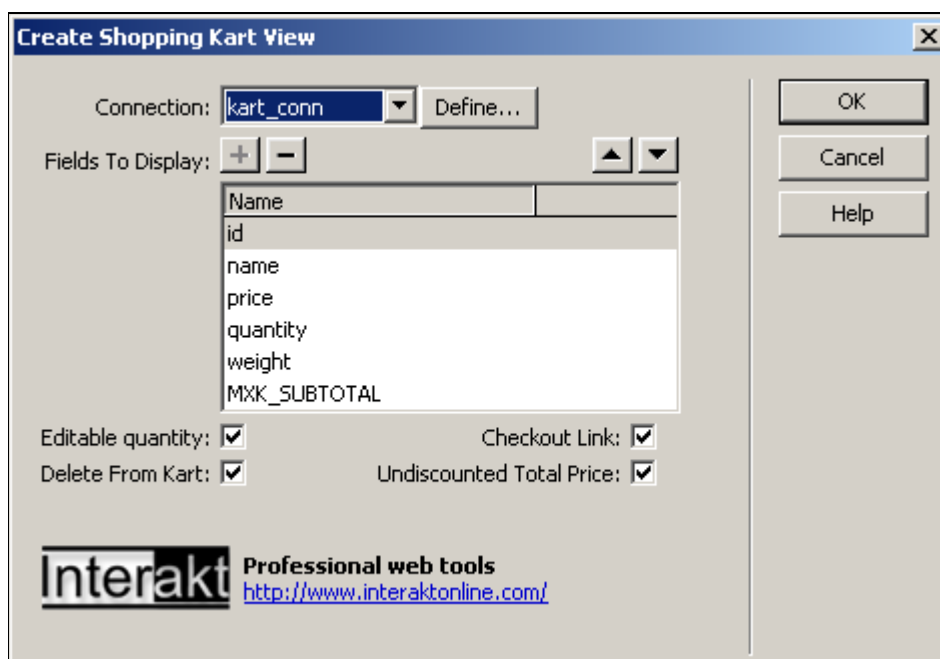 Create Shopping Kart View
Connection: kart_conn Define...
OK
Fields To Display:
Cancel
Name
Help
id
name
price
quantity
weight
MXK_SUBTOTAL
Editable quantity: Checkout Link:
Delete From Kart: Undiscounted Total Price:
Interakt Professional web tools
http://www.interaktonline.com/